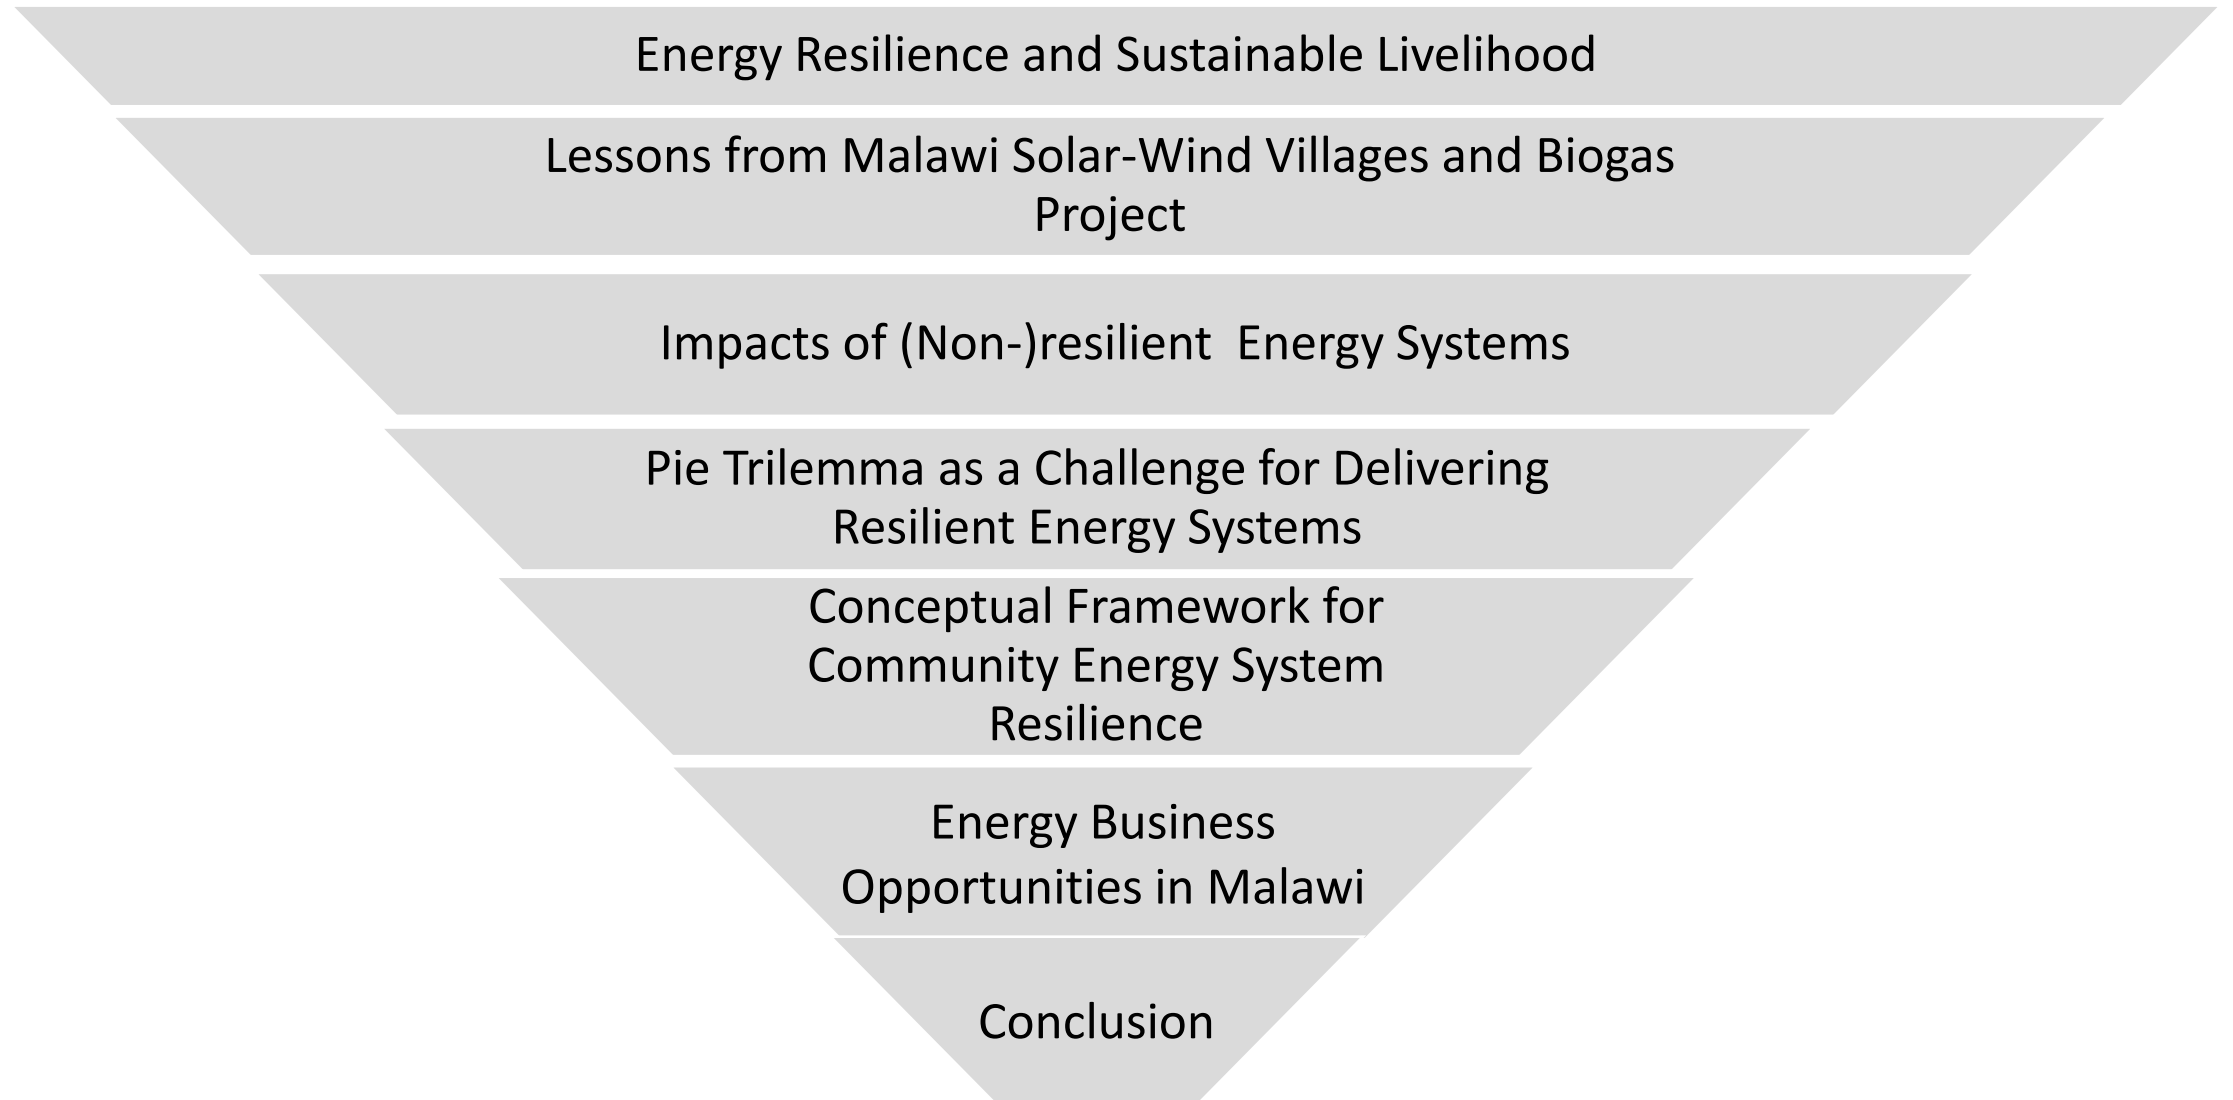 Energy Resilience and Sustainable Livelihood
Lessons from Malawi Solar-Wind Villages and Biogas
Project
Impacts of (Non-)resilient  Energy Systems
Pie Trilemma as a Challenge for Delivering
Resilient Energy Systems
Conceptual Framework for
Community Energy System
Resilience
Energy Business
Opportunities in Malawi
Conclusion